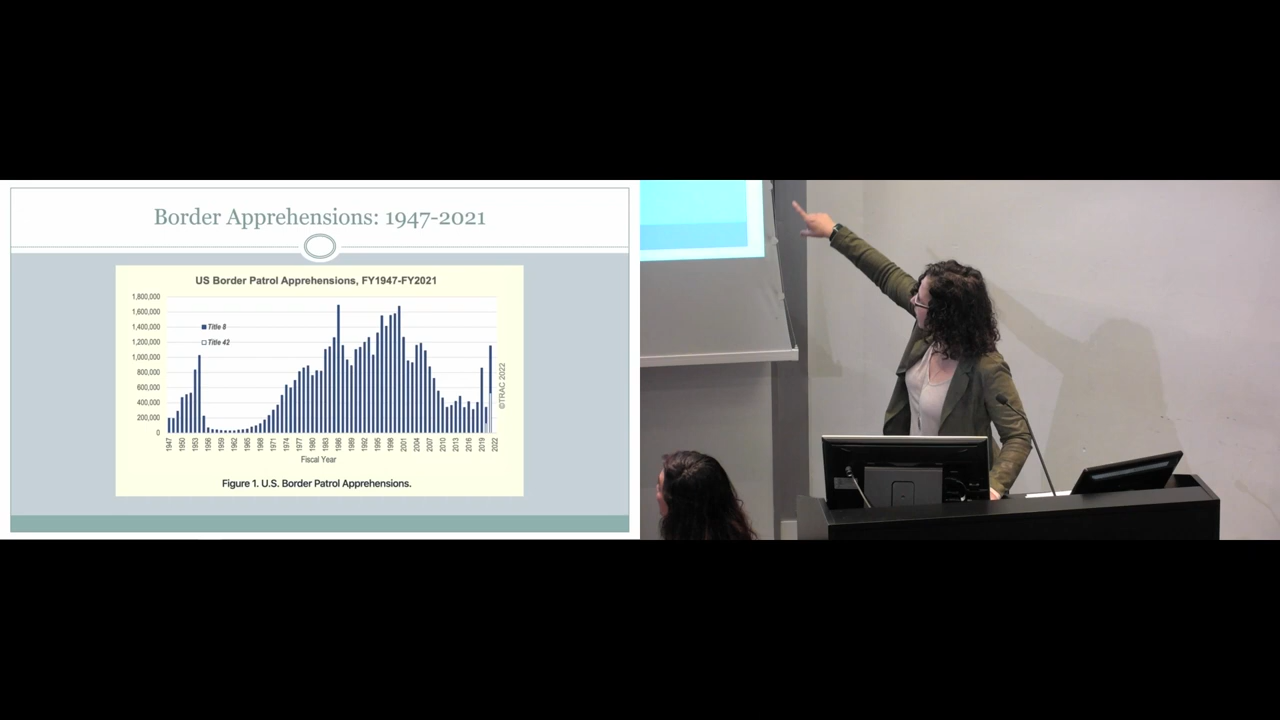 Border Apprehensions: 1947-2021
US Border Patrol Apprehensions, FY1947-FY2021
1,800,000
1,600,000
1,400,000
1,200,000
1,000,000
800,000
600,000
400,000
200,000
0
Title 8
Title 42
©TRAC 2022
1947 1950 1953 1956 1959 1962 1965 1968 1971 1974 1977 1980 1983 1986 1989 1992 1995 1998 2001 2004 2007 2010 2013 2016 2019 2022
Fiscal Year
Figure 1. U.S. Border Patrol Apprehensions.